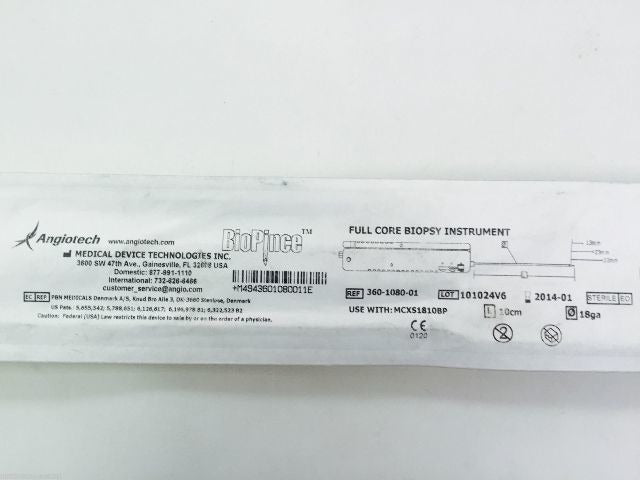 Angiotech www.angiotech.com
MEDICAL DEVICE TECHNOLOGIES INC.
3600 SW 47th Ave., Gainesville, FL 32608 USA
Domestic: 877-891-1110
International: 732-626-6466
customer_service@angio.com
EC REP PBN MEDICALS Denmark A/S, Knud Bro Alle 3, DK-3660 Stenlose, Denmark
US Pats: 5,655,542; 5,788,651; 6,126,617; 6,196,978 B1; 6,322,523 B2
Caution: Federal (USA) Law restricts this device to sale by or on the order of a physician.
BioPince™
+M4943601080011E
FULL CORE BIOPSY INSTRUMENT
13mm
23mm
33mm
REF 360-1080-01
LOT 101024V6
2014-01
STERILE EO
USE WITH: MCXS1810BP
L 10cm
Ø 18ga
CE
0120
2